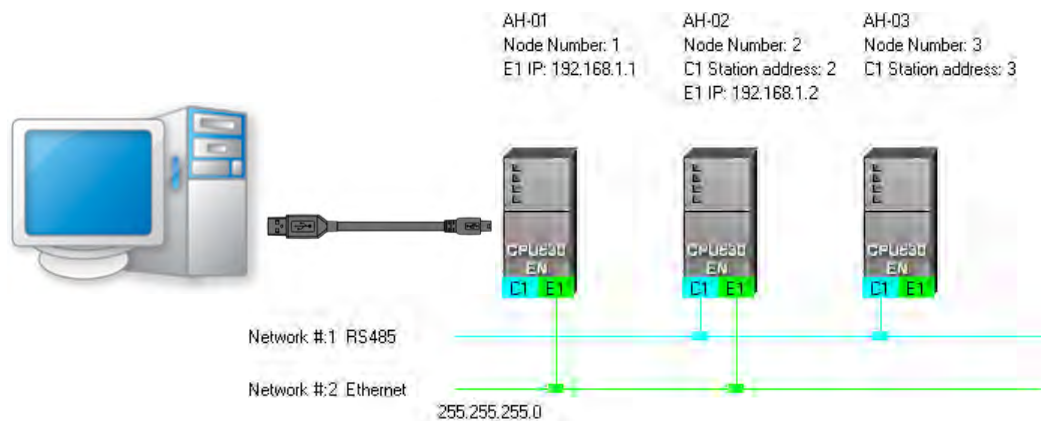 AH-01
Node Number: 1
E1 IP: 192.168.1.1
AH-02
Node Number: 2
C1 Station address: 2
E1 IP: 192.168.1.2
AH-03
Node Number: 3
C1 Station address: 3
CPU530
EN
C1 E1
CPU530
EN
C1 E1
CPU530
EN
C1 E1
Network #:1 RS485
Network #:2 Ethernet
255.255.255.0